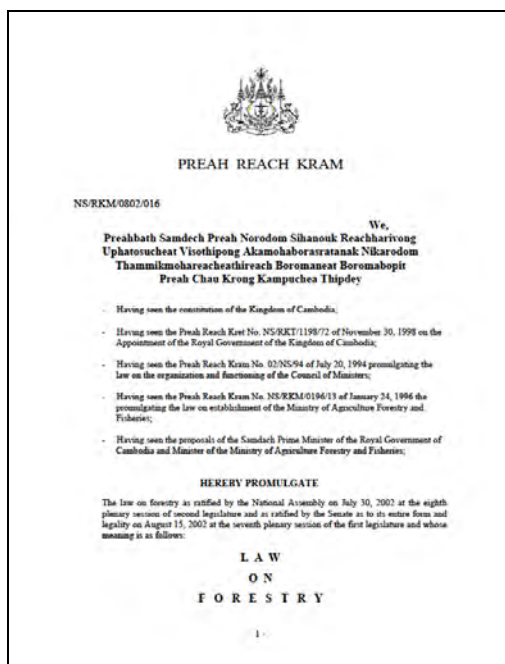 PREAH REACH KRAM
NS/RKM/0802/016
We,
Preahbath Samdech Preah Norodom Sihanouk Reachharivong
Uphatosucheat Visothipong Akamohaborasratanak Nikarodom
Thammikmohareacheathireach Boromaneat Boromabopit
Preah Chau Krong Kampuchea Thipdey
- Having seen the constitution of the Kingdom of Cambodia;
- Having seen the Preah Reach Kret No. NS/RKT/1198/72 of November 30, 1998 on the
Appointment of the Royal Government of the Kingdom of Cambodia;
- Having seen the Preah Reach Kram No. 02/NS/94 of July 20, 1994 promulgating the
law on the organization and functioning of the Council of Ministers;
- Having seen the Preah Reach Kram No. NS/RKM/0196/13 of January 24, 1996 the
promulgating the law on establishment of the Ministry of Agriculture Forestry and
Fisheries;
- Having seen the proposals of the Samdach Prime Minister of the Royal Government of
Cambodia and Minister of the Ministry of Agriculture Forestry and Fisheries;
HEREBY PROMULGATE
The law on forestry as ratified by the National Assembly on July 30, 2002 at the eighth
plenary session of second legislature and as ratified by the Senate as to its entire form and
legality on August 15, 2002 at the seventh plenary session of the first legislature and whose
meaning is as follows:
L A W
O N
F O R E S T R Y
1 -